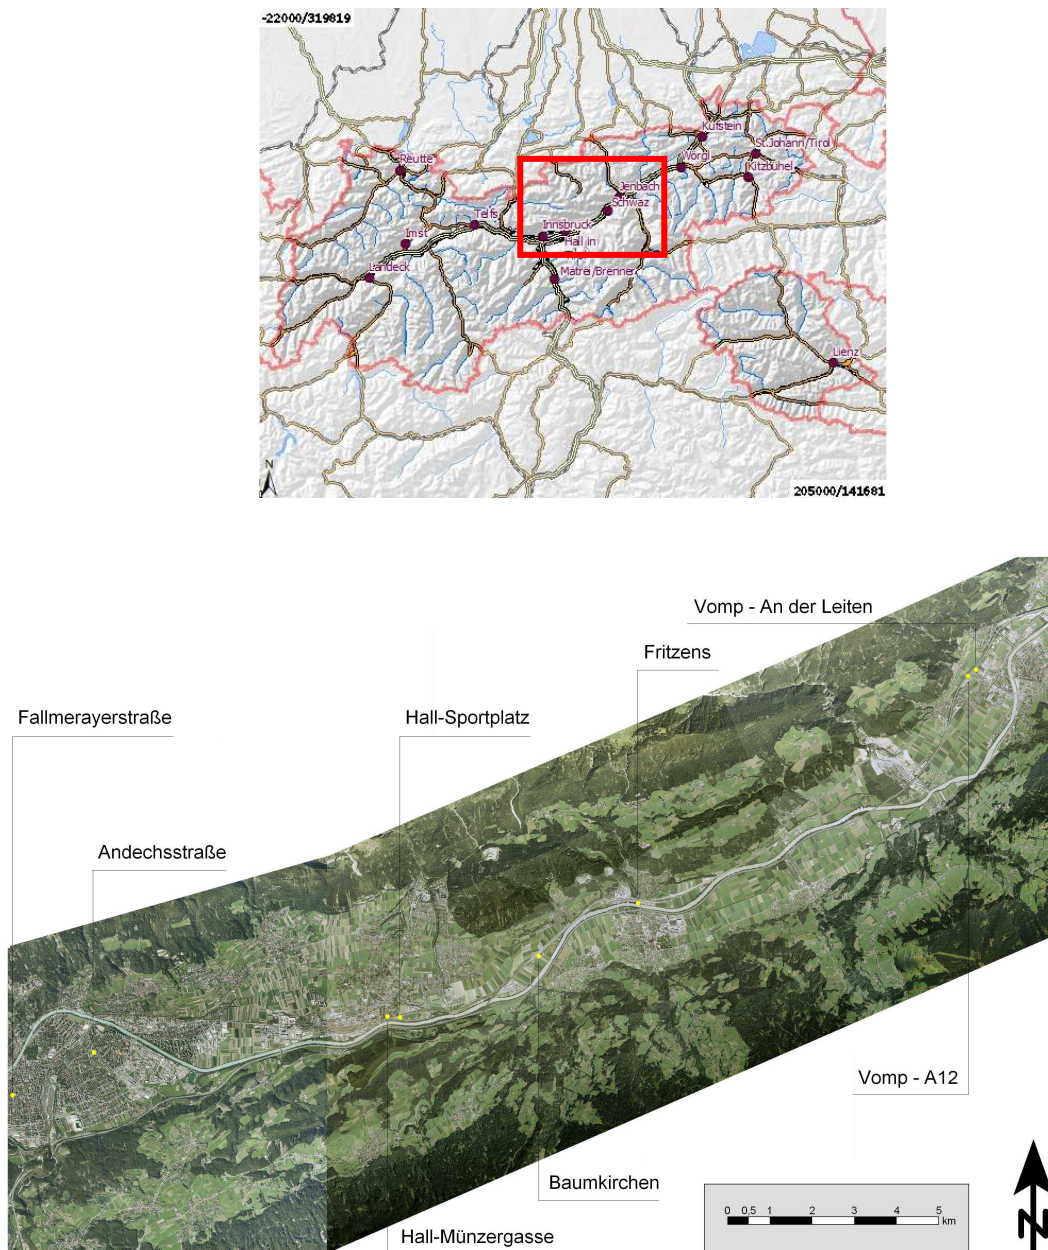 -22000/319819
Kufstein
St.Johann/Tirol
Reutte
Wörgl
Kitzbühel
Jenbach
Schwaz
Telfs
Innsbruck
Imst
Hall in
Landeck
Matrei/Brenner
Lienz
N
205000/141681
Vomp - An der Leiten
Fritzens
Fallmerayerstraße
Hall-Sportplatz
Andechsstraße
Vomp - A12
Baumkirchen
Hall-Münzergasse
0 0,5 1 2 3 4 5
km
N